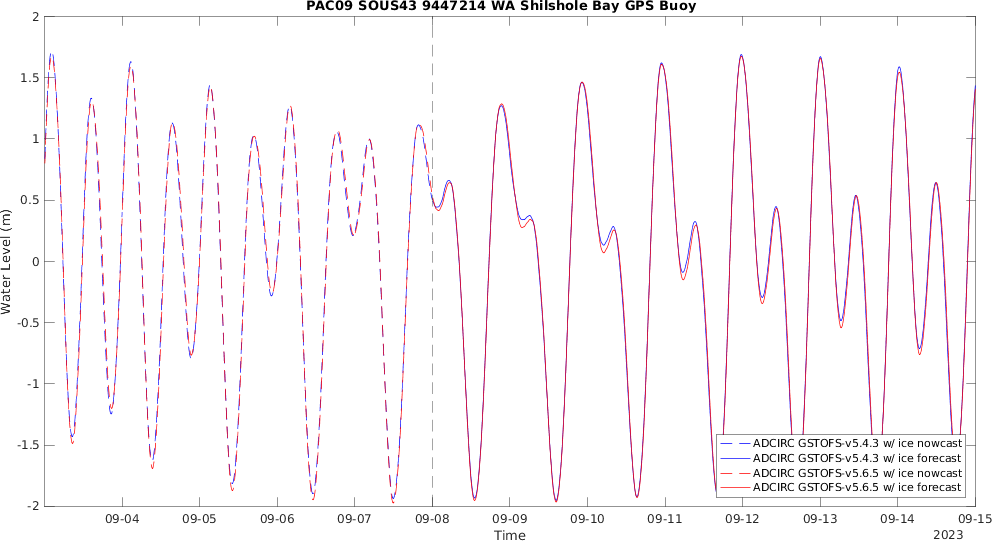 PAC09 SOUS43 9447214 WA Shilshole Bay GPS Buoy
2
1.5
1
0.5
0
-0.5
-1
-1.5
-2
Water Level (m)
ADCIRC GSTOFS-v5.4.3 w/ ice nowcast
ADCIRC GSTOFS-v5.4.3 w/ ice forecast
ADCIRC GSTOFS-v5.6.5 w/ ice nowcast
ADCIRC GSTOFS-v5.6.5 w/ ice forecast
09-04 09-05 09-06 09-07 09-08 09-09 09-10 09-11 09-12 09-13 09-14 09-15
Time
2023